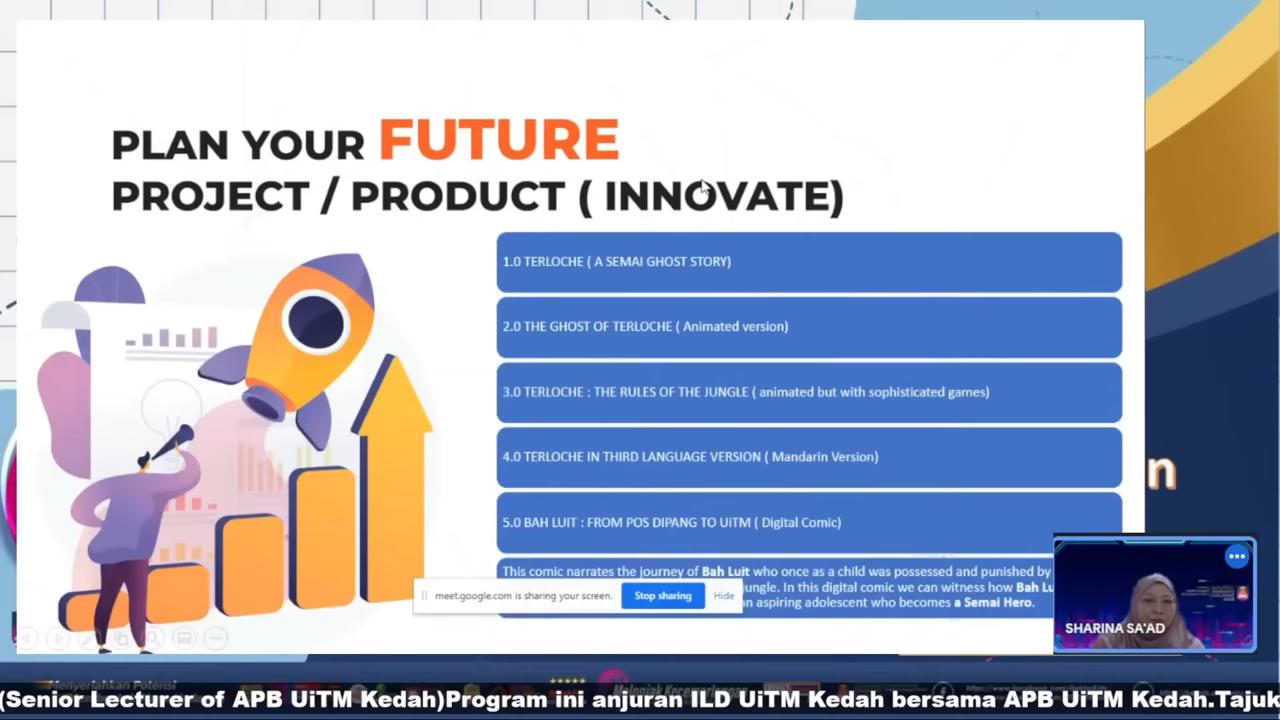 PLAN YOUR FUTURE
PROJECT / PRODUCT ( INNOVATE)
1.0 TERLOCHE ( A SEMAI GHOST STORY)
2.0 THE GHOST OF TERLOCHE ( Animated version)
3.0 TERLOCHE : THE RULES OF THE JUNGLE ( animated but with sophisticated games)
4.0 TERLOCHE IN THIRD LANGUAGE VERSION ( Mandarin Version)
5.0 BAH LUIT : FROM POS DIPANG TO UiTM ( Digital Comic)
This comic narrates the journey of Bah Luit who once as a child was possessed and punished by
jungle. In this digital comic we can witness how Bah
an aspiring adolescent who becomes a Semai Hero.
meet.google.com is sharing your screen.
Stop sharing
Hide
n
SHARINA SA'AD
Menyerlahkan Potensi
(Senior Lecturer of APB UiTM Kedah)Program ini anjuran ILD UiTM Kedah bersama APB UiTM Kedah.Tajuk